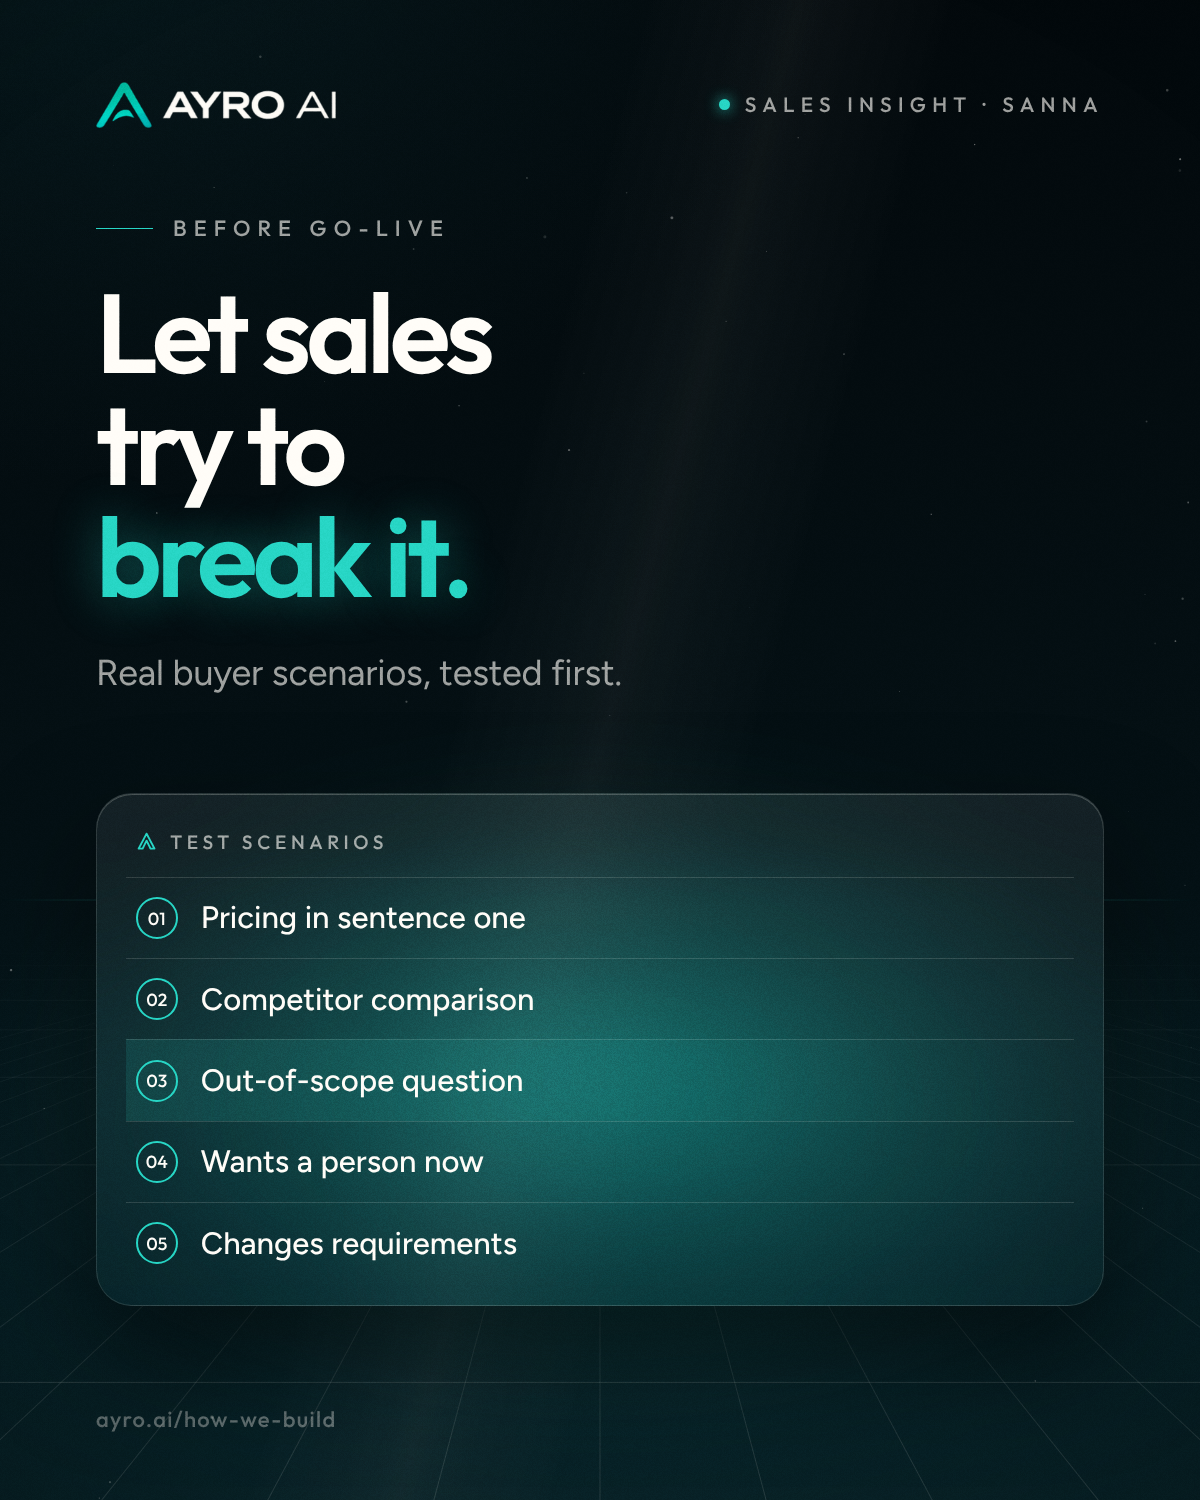 AYRO AI
SALES INSIGHT · SANNA
BEFORE GO-LIVE
Let sales
try to
break it.
Real buyer scenarios, tested first.
TEST SCENARIOS
01 Pricing in sentence one
02 Competitor comparison
03 Out-of-scope question
04 Wants a person now
05 Changes requirements
ayro.ai/how-we-build